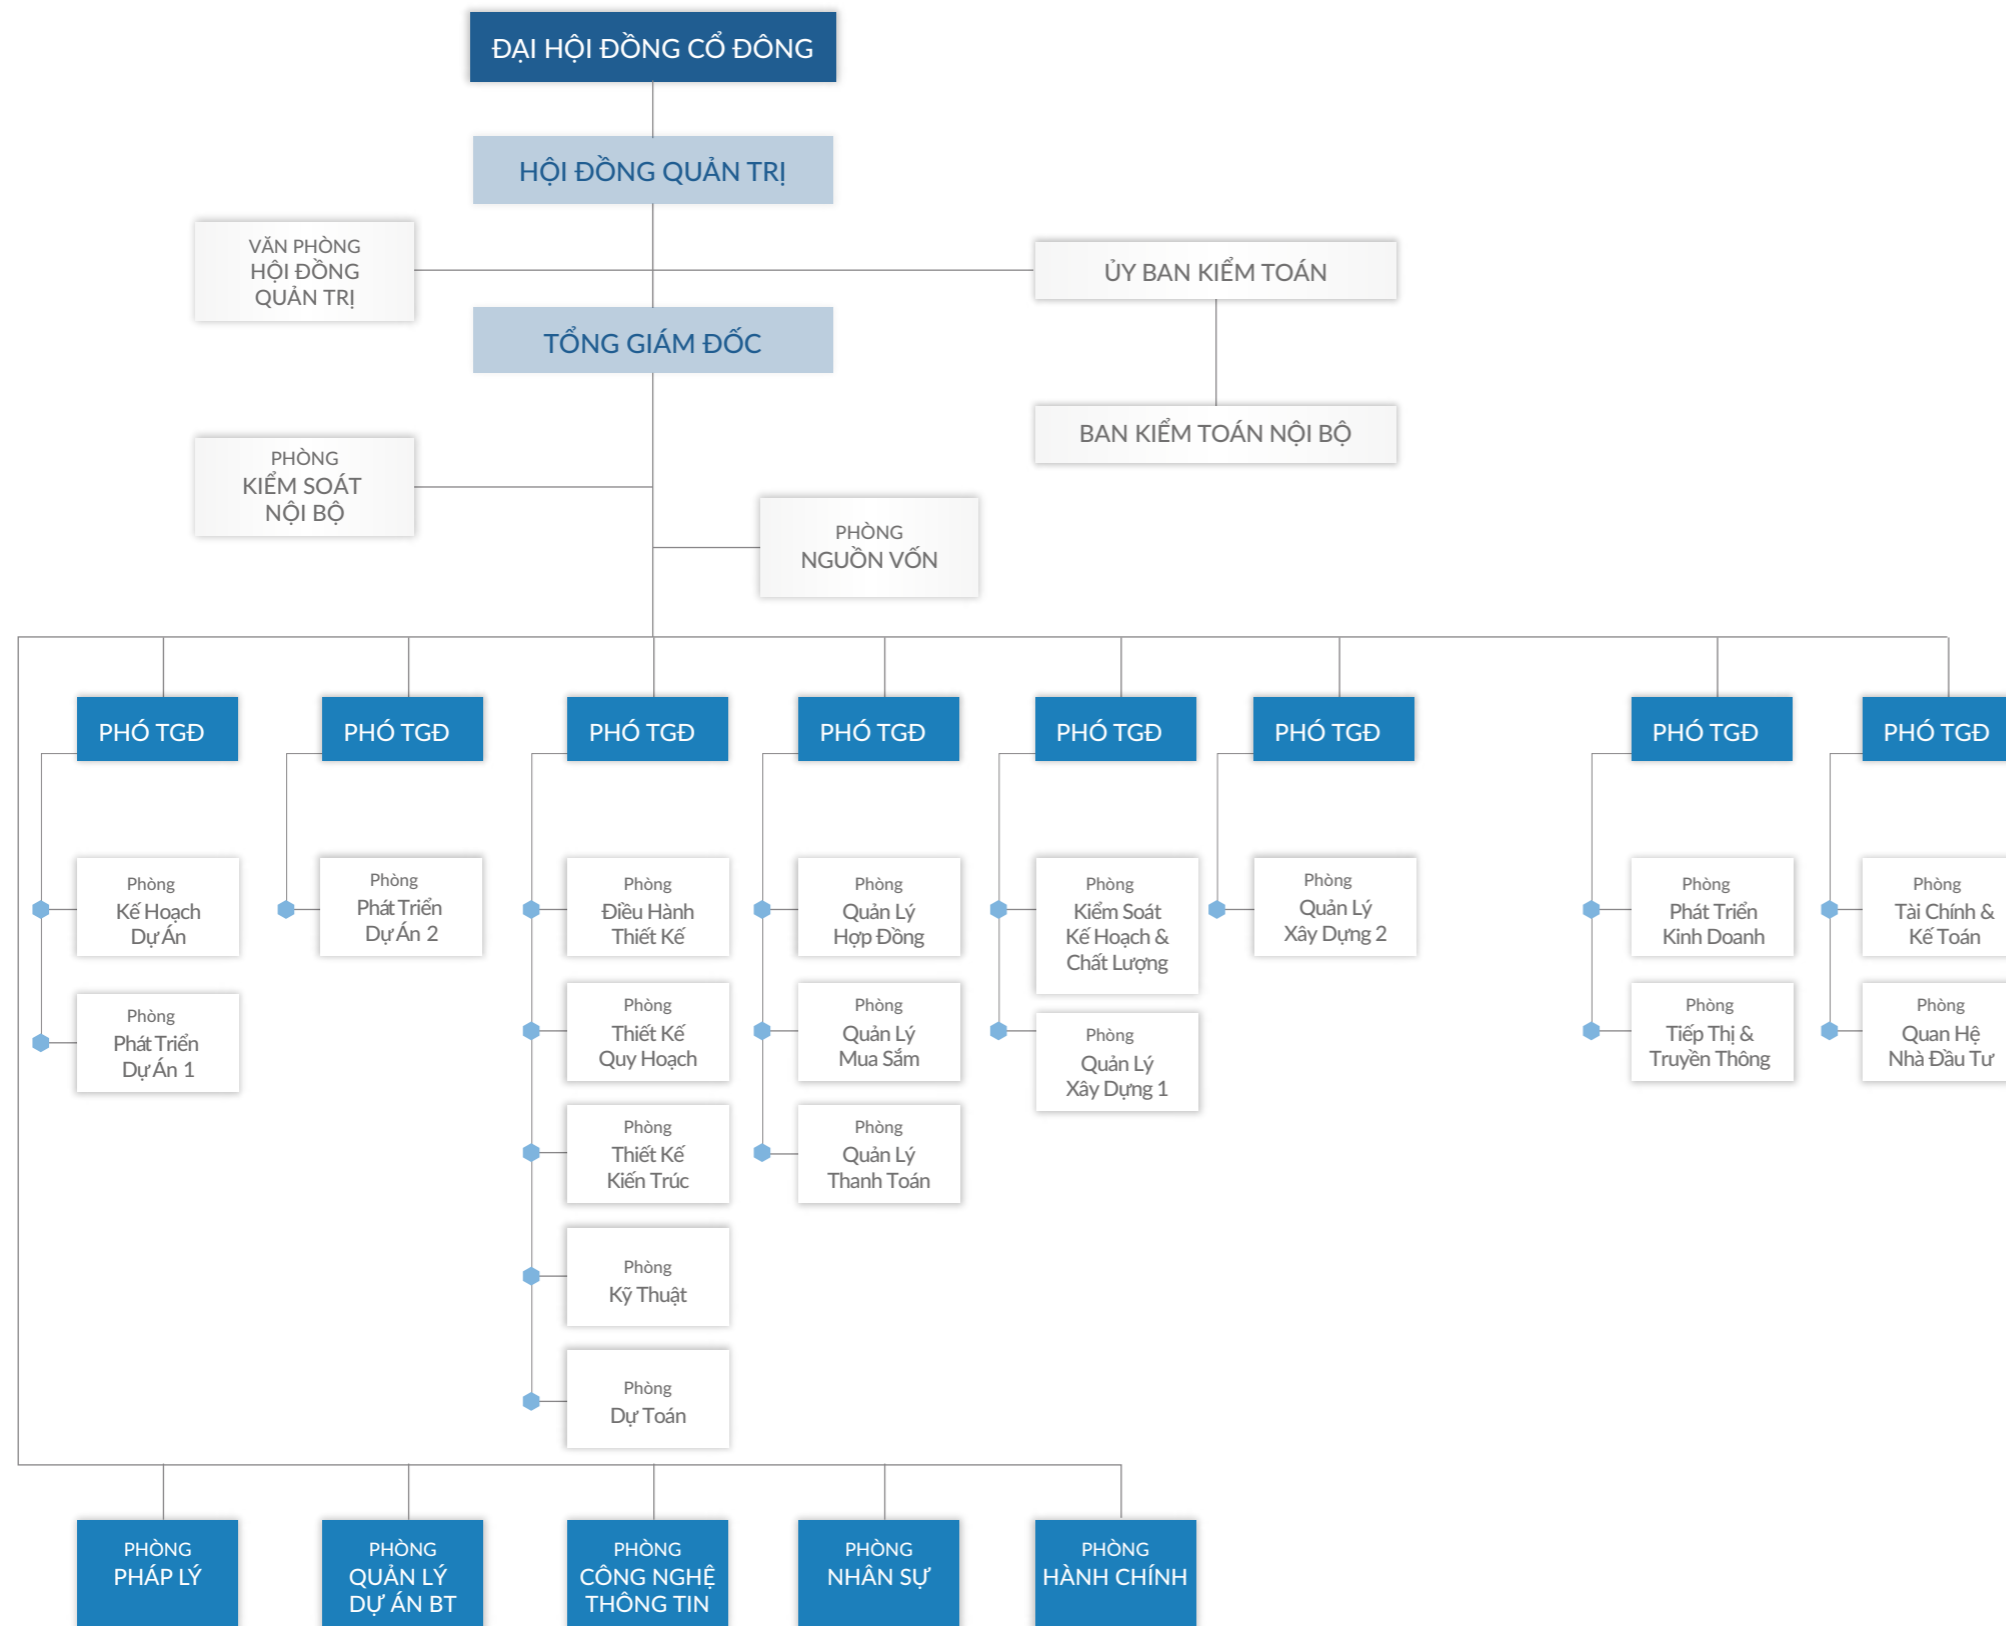 ĐẠI HỘI ĐỒNG CỔ ĐÔNG
HỘI ĐỒNG QUẢN TRỊ
VĂN PHÒNG
HỘI ĐỒNG
QUẢN TRỊ
ỦY BAN KIỂM TOÁN
TỔNG GIÁM ĐỐC
BAN KIỂM TOÁN NỘI BỘ
PHÒNG
KIỂM SOÁT
NỘI BỘ
PHÒNG
NGUỒN VỐN
PHÓ TGĐ
PHÓ TGĐ
PHÓ TGĐ
PHÓ TGĐ
PHÓ TGĐ
PHÓ TGĐ
PHÓ TGĐ
PHÓ TGĐ
Phòng
Kế Hoạch
Dự Án
Phòng
Phát Triển
Dự Án 1
Phòng
Phát Triển
Dự Án 2
Phòng
Điều Hành
Thiết Kế
Phòng
Thiết Kế
Quy Hoạch
Phòng
Thiết Kế
Kiến Trúc
Phòng
Kỹ Thuật
Phòng
Dự Toán
Phòng
Quản Lý
Hợp Đồng
Phòng
Quản Lý
Mua Sắm
Phòng
Quản Lý
Thanh Toán
Phòng
Kiểm Soát
Kế Hoạch &
Chất Lượng
Phòng
Quản Lý
Xây Dựng 1
Phòng
Quản Lý
Xây Dựng 2
Phòng
Phát Triển
Kinh Doanh
Phòng
Tiếp Thị &
Truyền Thông
Phòng
Tài Chính &
Kế Toán
Phòng
Quan Hệ
Nhà Đầu Tư
PHÒNG
PHÁP LÝ
PHÒNG
QUẢN LÝ
DỰ ÁN BT
PHÒNG
CÔNG NGHỆ
THÔNG TIN
PHÒNG
NHÂN SỰ
PHÒNG
HÀNH CHÍNH